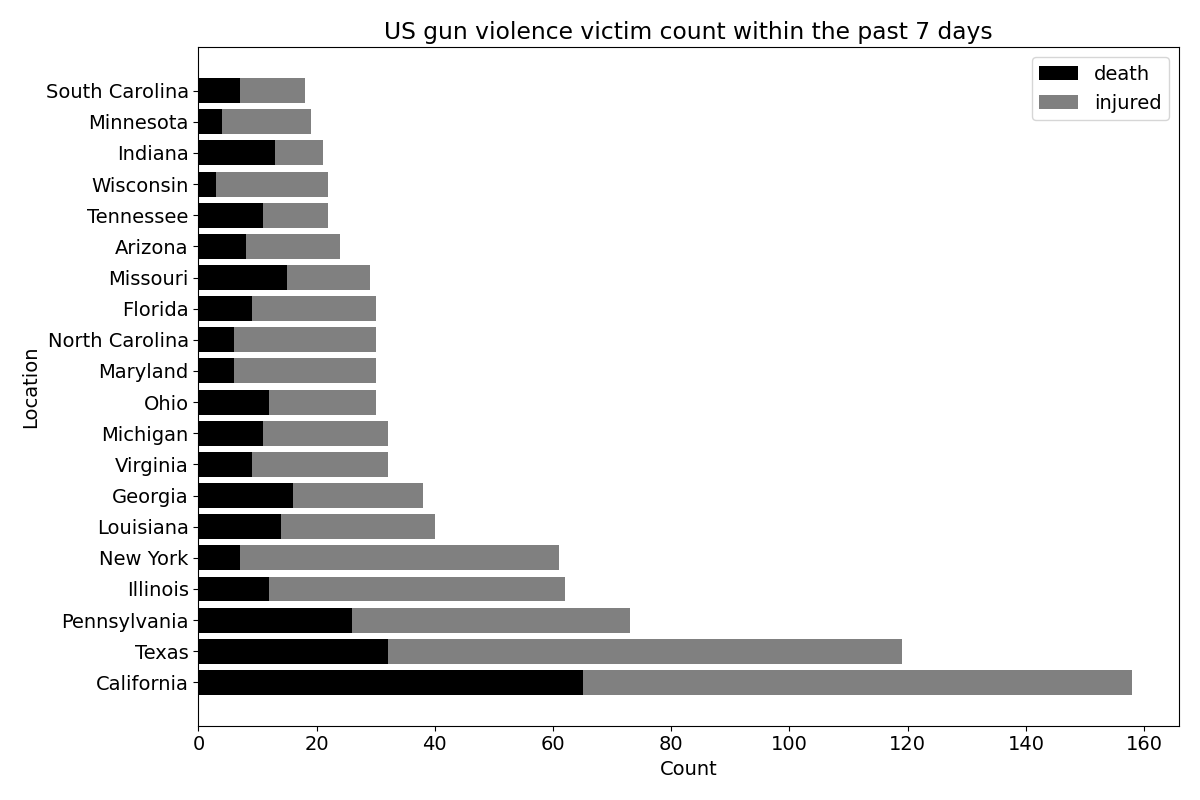 US gun violence victim count within the past 7 days
death
injured
South Carolina
Minnesota
Indiana
Wisconsin
Tennessee
Arizona
Missouri
Florida
North Carolina
Maryland
Ohio
Michigan
Virginia
Georgia
Louisiana
New York
Illinois
Pennsylvania
Texas
California
Location
0 20 40 60 80 100 120 140 160
Count